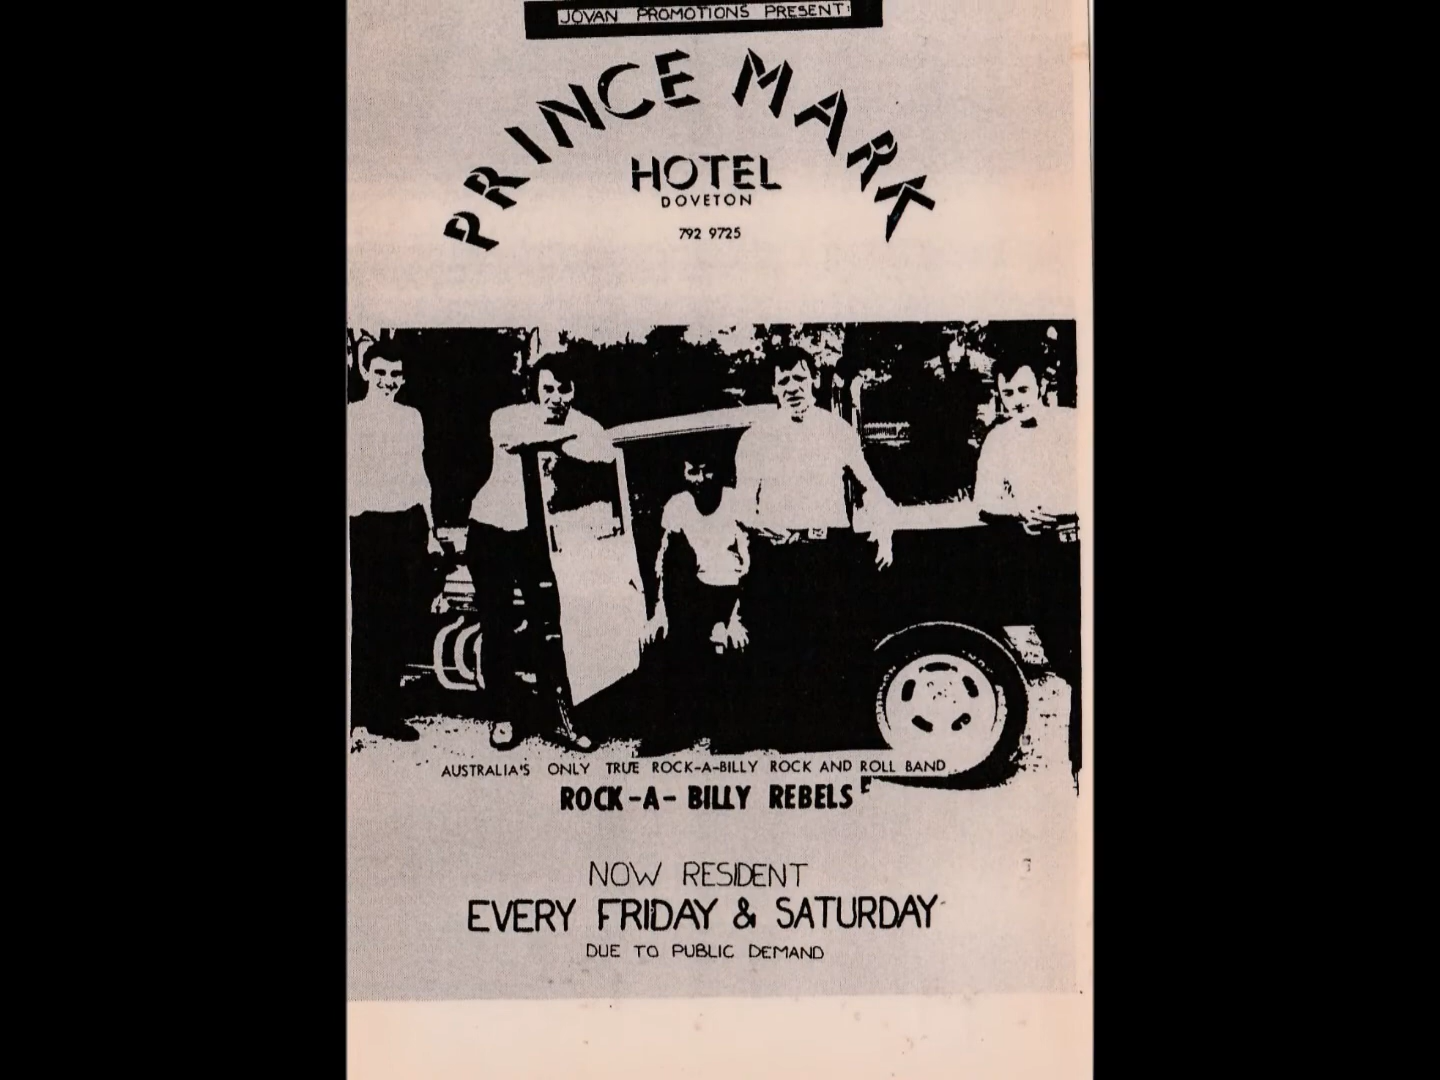 JOVAN PROMOTIONS PRESENT:
PRINCE MARK
HOTEL
DOVETON
792 9725
AUSTRALIA'S ONLY TRUE ROCK-A-BILLY ROCK AND ROLL BAND
ROCK-A-BILLY REBELS
NOW RESIDENT
EVERY FRIDAY & SATURDAY
DUE TO PUBLIC DEMAND